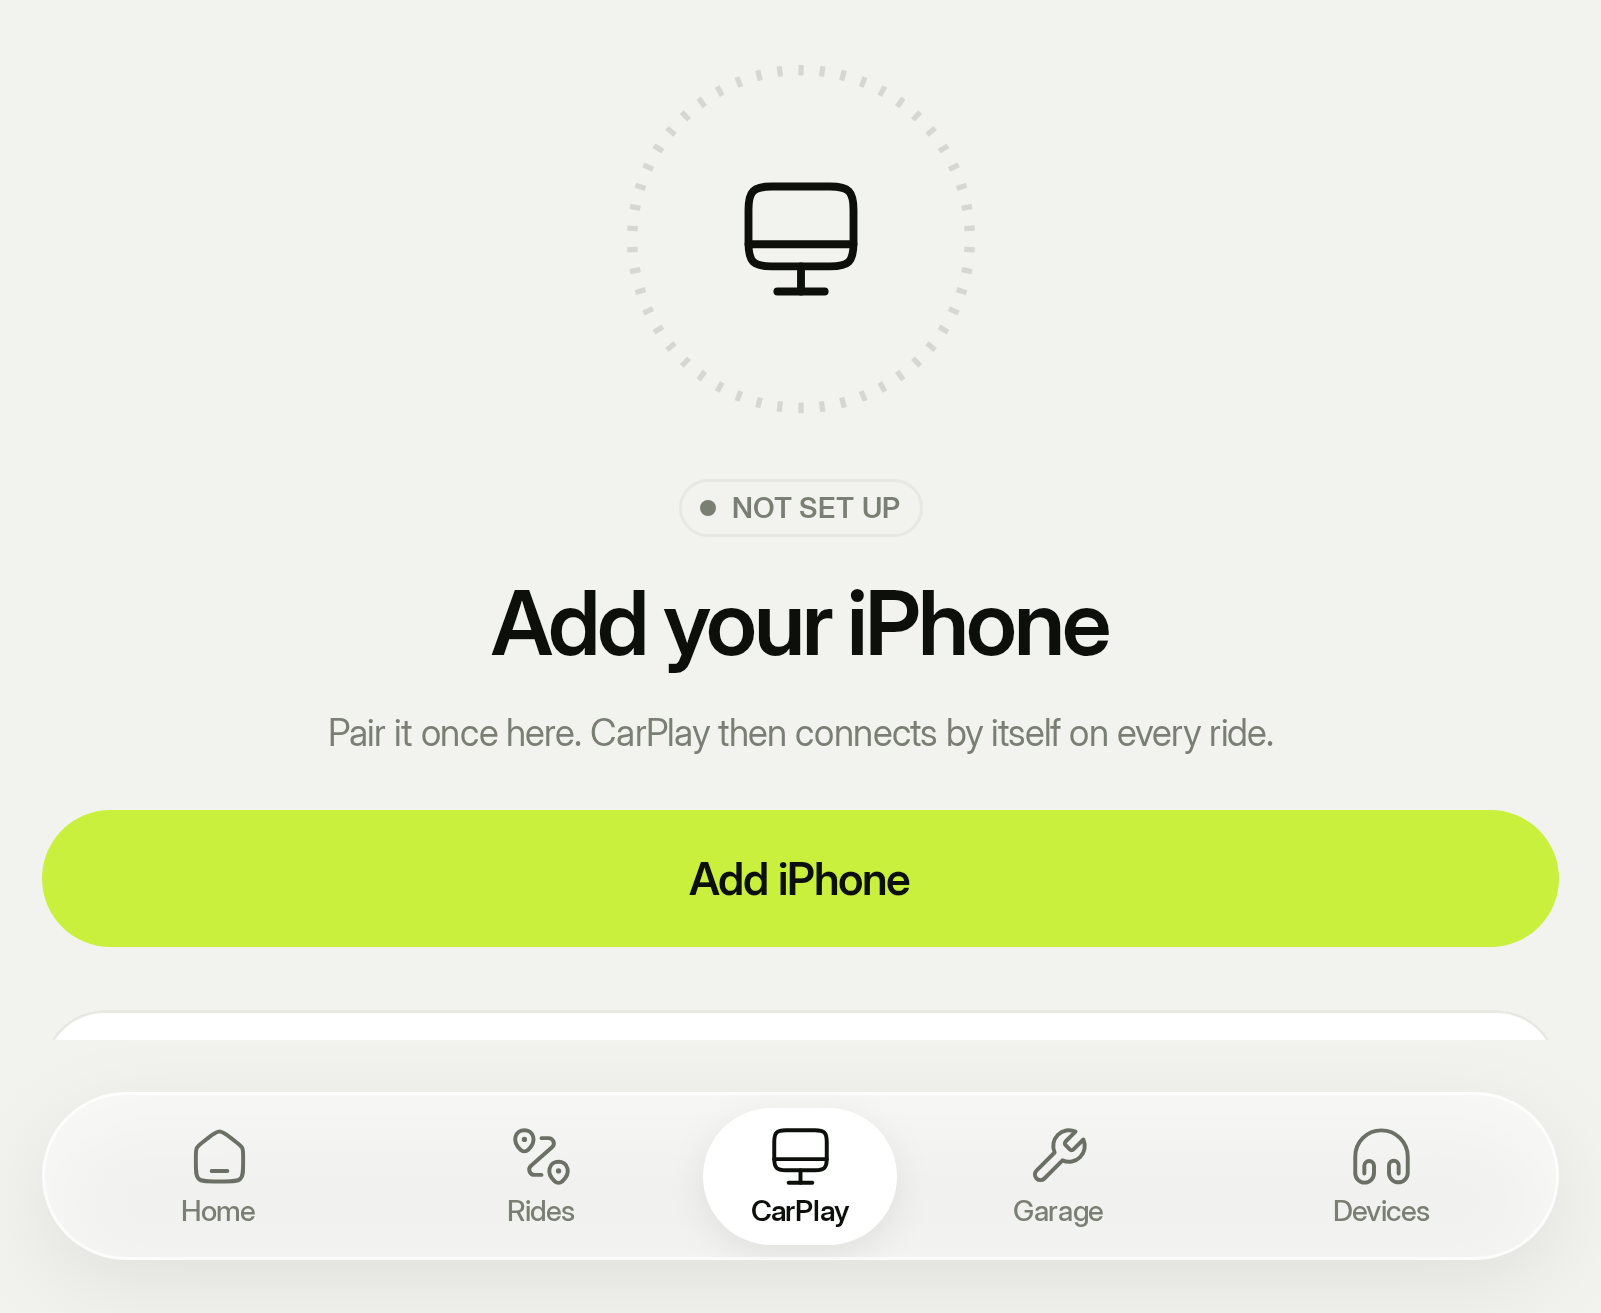 NOT SET UP
Add your iPhone
Pair it once here. CarPlay then connects by itself on every ride.
Add iPhone
Home
Rides
CarPlay
Garage
Devices